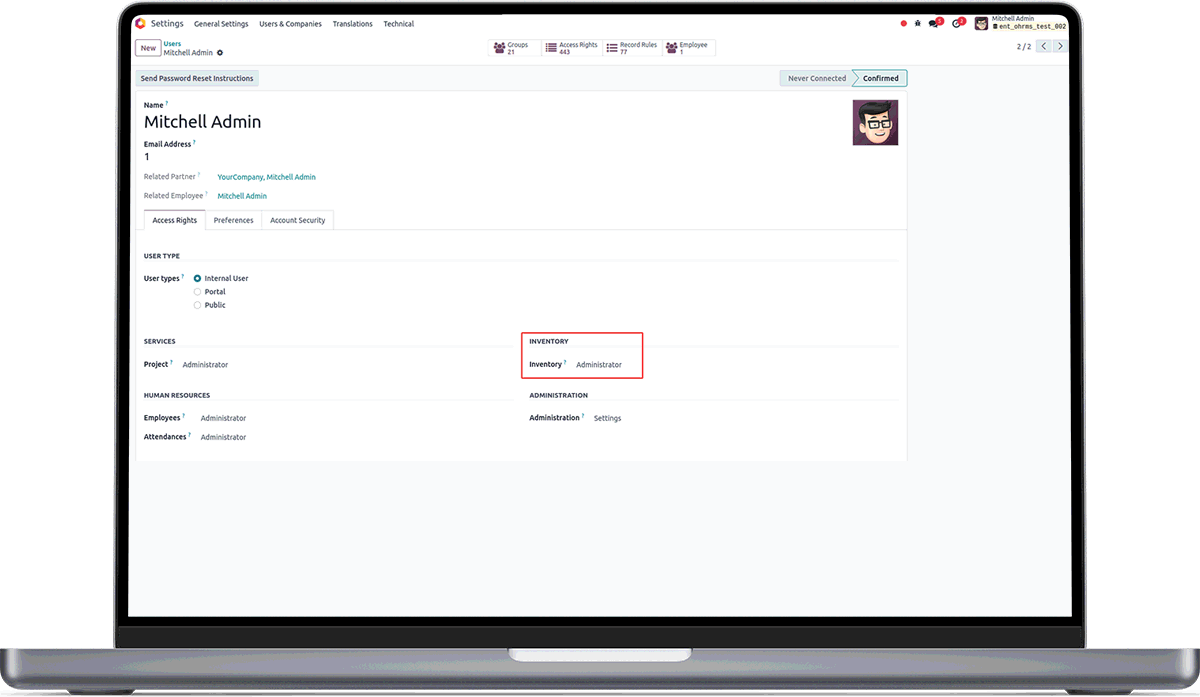 Settings General Settings Users & Companies Translations Technical
5 2 Mitchell Admin
ent_ohrms_test_002
New Users
Mitchell Admin
Groups 21 Access Rights 443 Record Rules 77 Employee 1
2 / 2
Send Password Reset Instructions
Never Connected Confirmed
Name ?
Mitchell Admin
Email Address ?
1
Related Partner ? YourCompany, Mitchell Admin
Related Employee ? Mitchell Admin
Access Rights Preferences Account Security
USER TYPE
User types ? Internal User
Portal
Public
SERVICES INVENTORY
Project ? Administrator Inventory ? Administrator
HUMAN RESOURCES ADMINISTRATION
Employees ? Administrator Administration ? Settings
Attendances ? Administrator